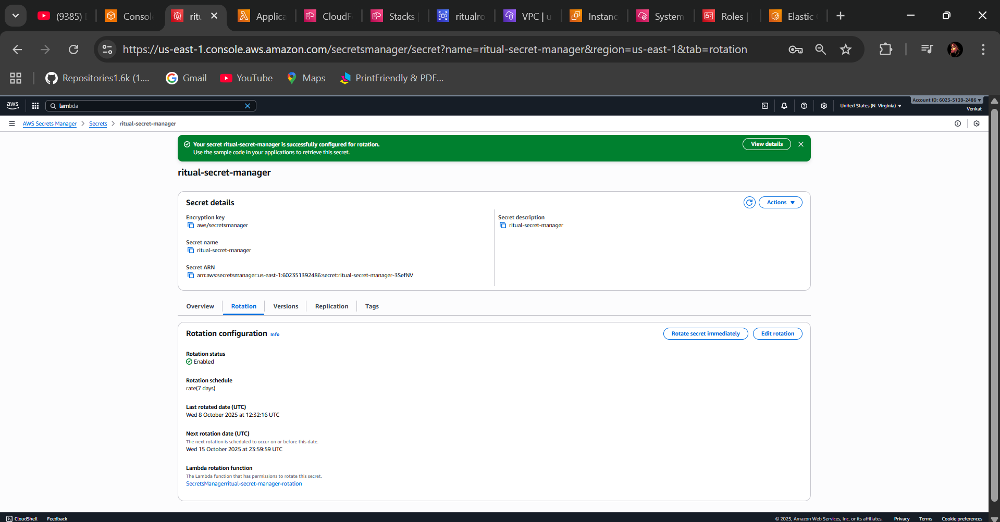 (9385)
Consol
ritu
Applica
CloudF
Stacks
ritualro
VPC | u
Instanc
System
Roles |
Elastic
https://us-east-1.console.aws.amazon.com/secretsmanager/secret?name=ritual-secret-manager&region=us-east-1&tab=rotation
Repositories1.6k (1....
Gmail
YouTube
Maps
PrintFriendly & PDF...
aws
lambda
United States (N. Virginia)
Account ID: 6023-5139-2486
Venkat
AWS Secrets Manager
Secrets
ritual-secret-manager
Your secret ritual-secret-manager is successfully configured for rotation.
Use the sample code in your applications to retrieve this secret.
View details
ritual-secret-manager
Secret details
Actions
Encryption key
aws/secretsmanager
Secret description
ritual-secret-manager
Secret name
ritual-secret-manager
Secret ARN
arn:aws:secretsmanager:us-east-1:602351392486:secret:ritual-secret-manager-3SefNV
Overview
Rotation
Versions
Replication
Tags
Rotation configuration Info
Rotate secret immediately
Edit rotation
Rotation status
Enabled
Rotation schedule
rate(7 days)
Last rotated date (UTC)
Wed 8 October 2025 at 12:32:16 UTC
Next rotation date (UTC)
The next rotation is scheduled to occur on or before this date.
Wed 15 October 2025 at 23:59:59 UTC
Lambda rotation function
The Lambda function that has permissions to rotate this secret.
SecretsManagerritual-secret-manager-rotation
CloudShell
Feedback
© 2025, Amazon Web Services, Inc. or its affiliates.
Privacy
Terms
Cookie preferences